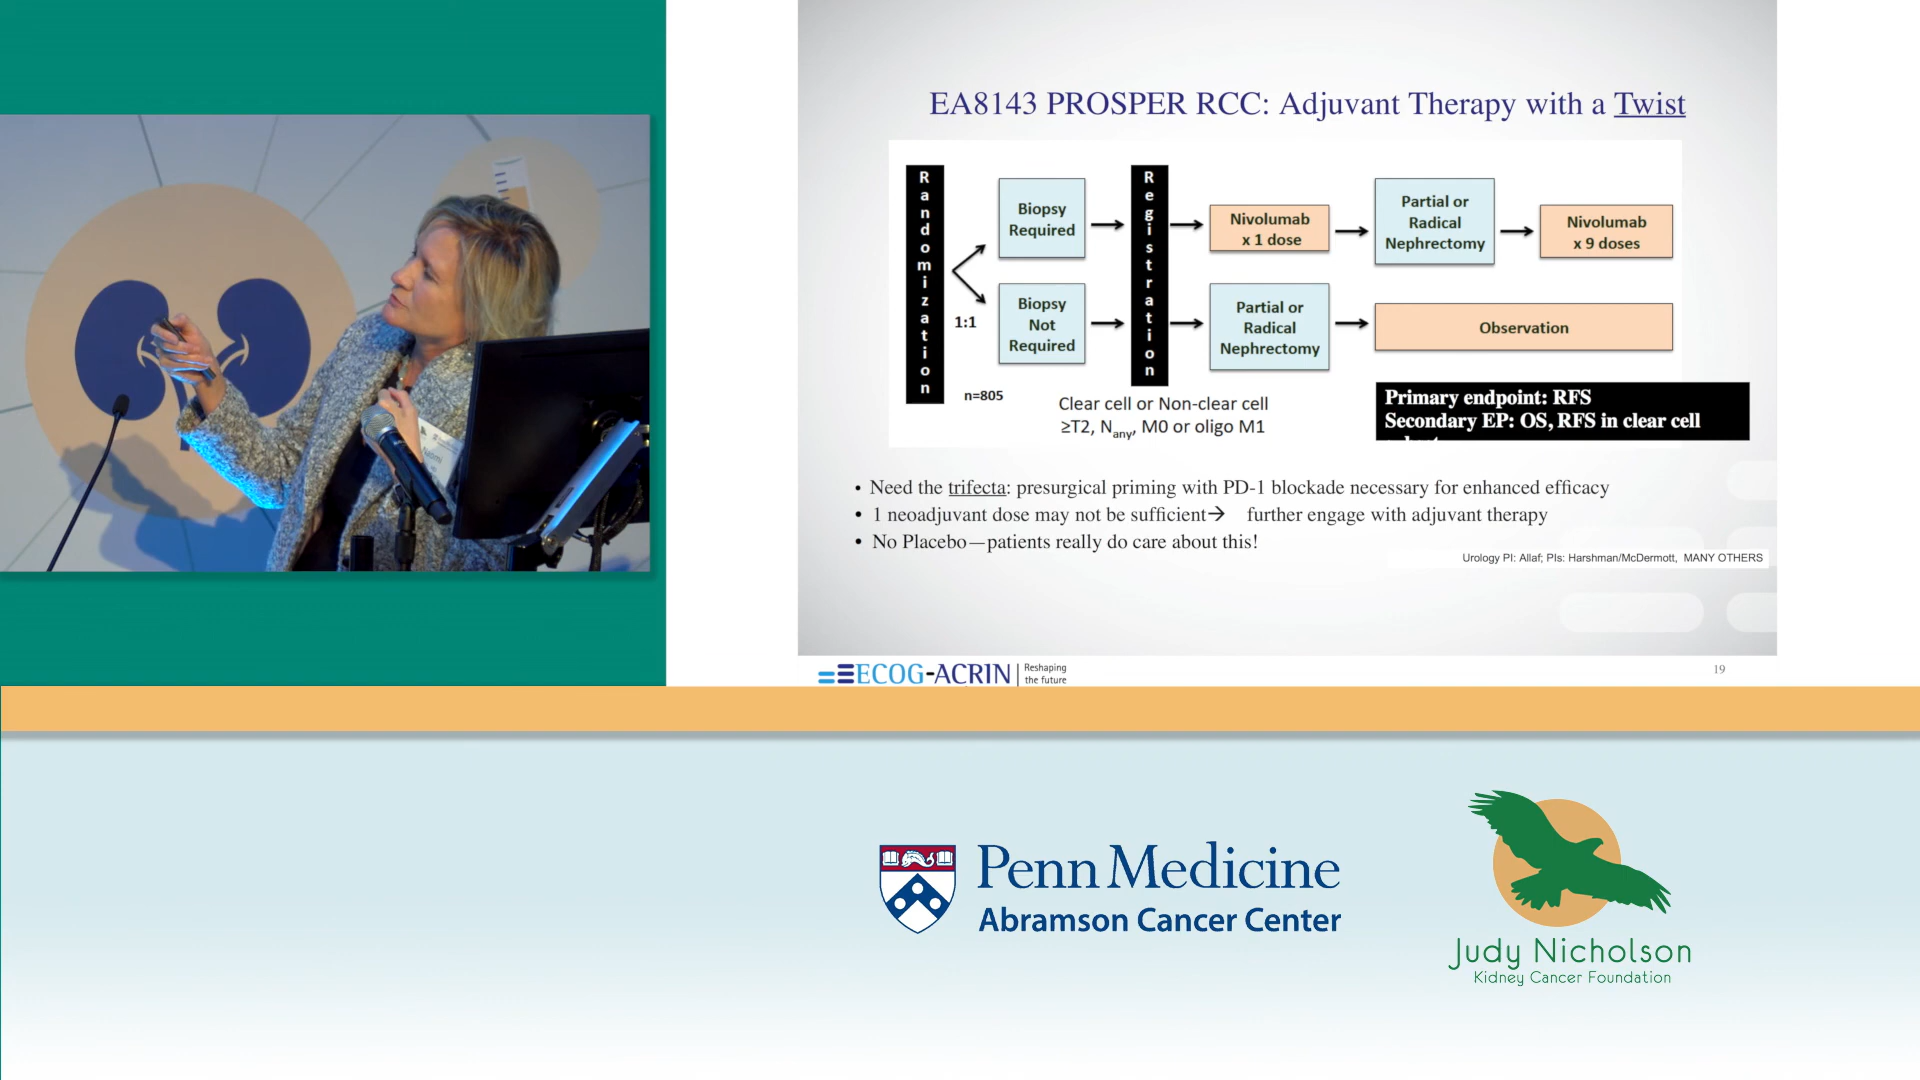 EA8143 PROSPER RCC: Adjuvant Therapy with a Twist
Randomization
1:1
n=805
Biopsy
Required
Biopsy
Not
Required
Registration
Nivolumab
x 1 dose
Partial or
Radical
Nephrectomy
Nivolumab
x 9 doses
Partial or
Radical
Nephrectomy
Observation
Clear cell or Non-clear cell
≥T2, Nany, M0 or oligo M1
Primary endpoint: RFS
Secondary EP: OS, RFS in clear cell
• Need the trifecta: presurgical priming with PD-1 blockade necessary for enhanced efficacy
• 1 neoadjuvant dose may not be sufficient→ further engage with adjuvant therapy
• No Placebo—patients really do care about this!
Urology PI: Allaf; PIs: Harshman/McDermott, MANY OTHERS
ECOG-ACRIN
Reshaping
the future
19
Penn Medicine
Abramson Cancer Center
Judy Nicholson
Kidney Cancer Foundation